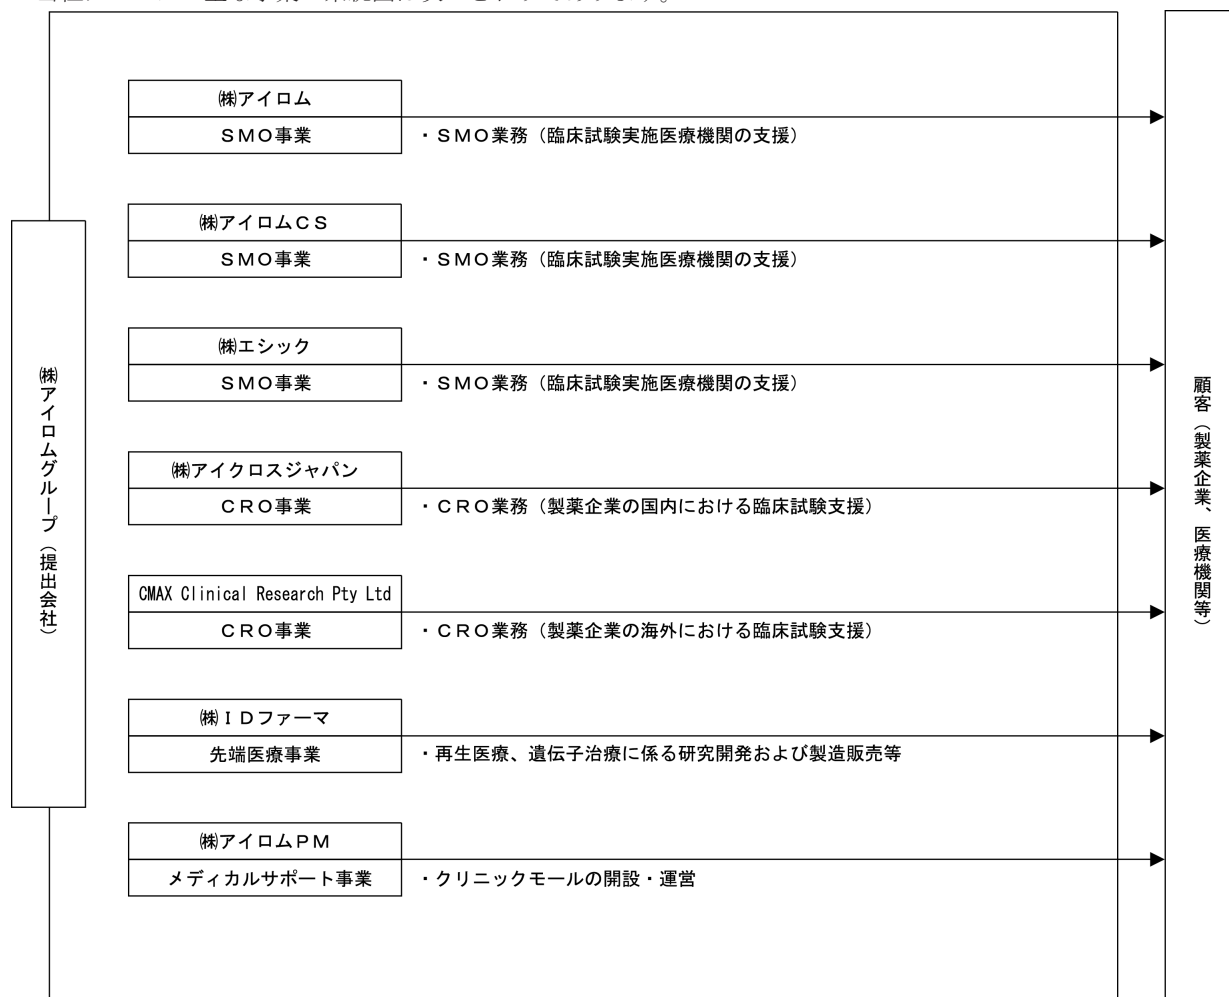 ㈱アイロム
ＳＭＯ事業
・ＳＭＯ業務（臨床試験実施医療機関の支援）
㈱アイロムＣＳ
ＳＭＯ事業
・ＳＭＯ業務（臨床試験実施医療機関の支援）
㈱エシック
ＳＭＯ事業
・ＳＭＯ業務（臨床試験実施医療機関の支援）
㈱アイクロスジャパン
ＣＲＯ事業
・ＣＲＯ業務（製薬企業の国内における臨床試験支援）
CMAX Clinical Research Pty Ltd
ＣＲＯ事業
・ＣＲＯ業務（製薬企業の海外における臨床試験支援）
㈱ＩＤファーマ
先端医療事業
・再生医療、遺伝子治療に係る研究開発および製造販売等
㈱アイロムＰＭ
メディカルサポート事業
・クリニックモールの開設・運営
㈱アイロムグループ（提出会社）
顧客（製薬企業、医療機関等）